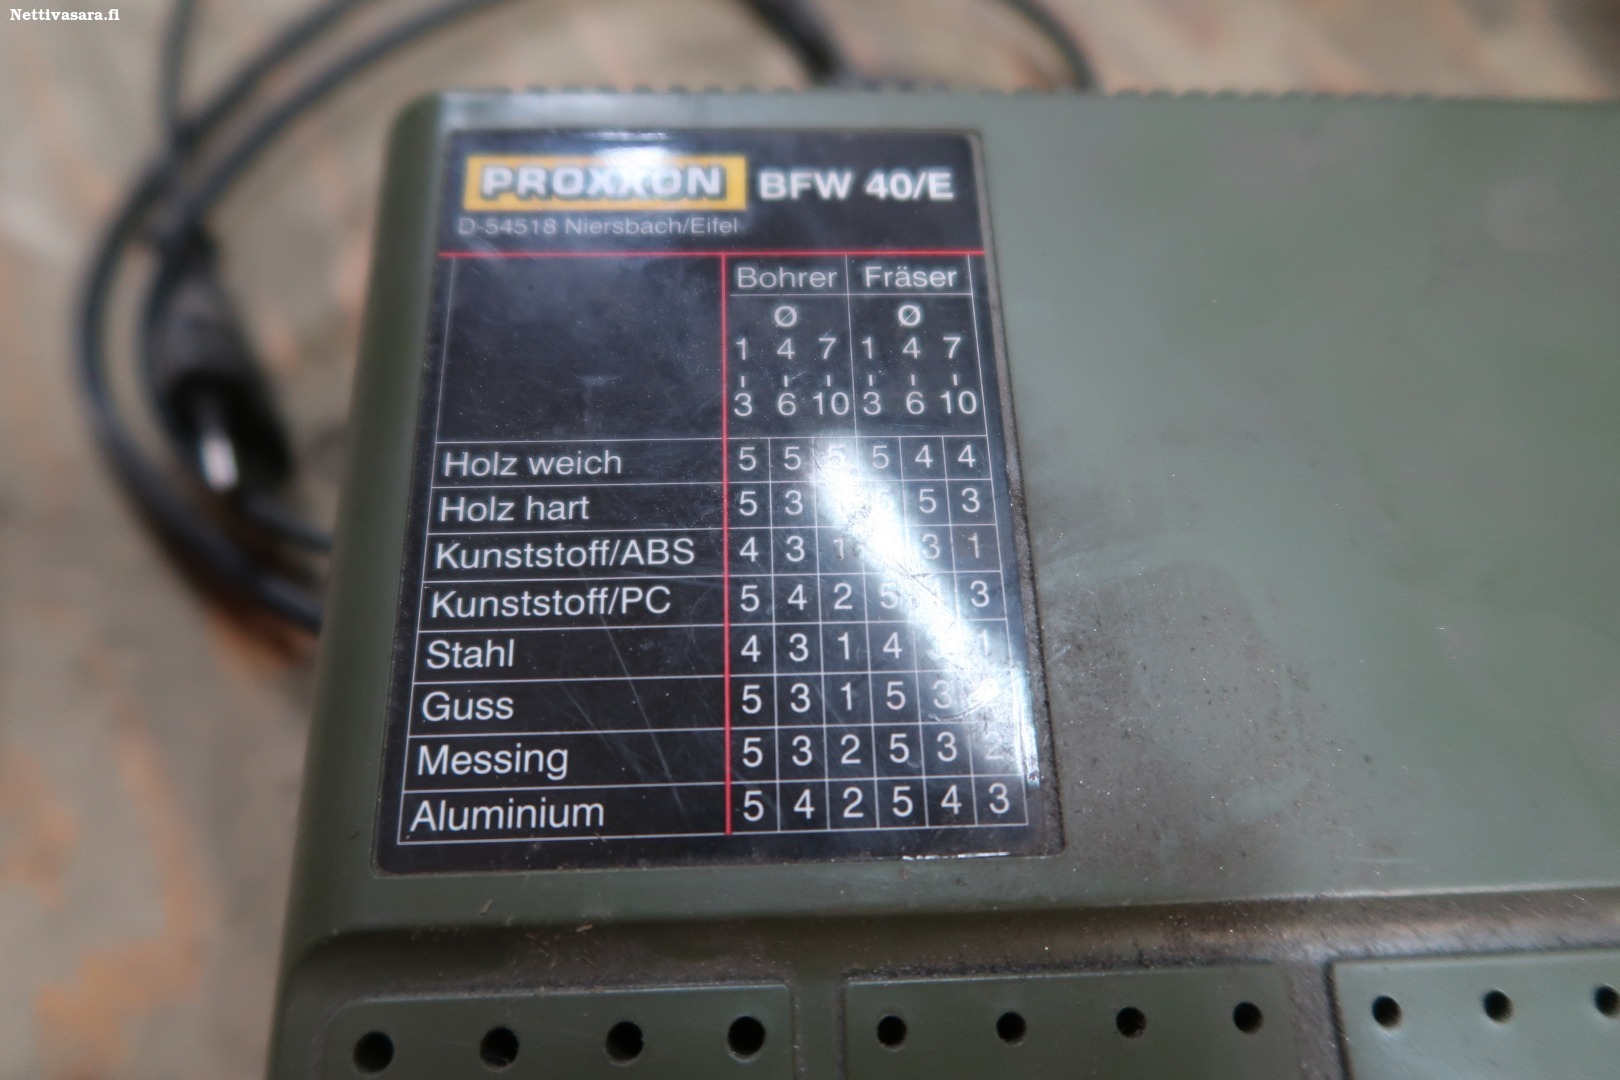 Nettivasara.fi
PROXXON BFW 40/E
D-54518 Niersbach/Eifel
Bohrer Fräser
Ø Ø
1 4 7 1 4 7
3 6 10 3 6 10
Holz weich 5 5 5 5 4 4
Holz hart 5 3 5 3
Kunststoff/ABS 4 3 1 3 1
Kunststoff/PC 5 4 2 5 3
Stahl 4 3 1 4 1
Guss 5 3 1 5 3
Messing 5 3 2 5 3 2
Aluminium 5 4 2 5 4 3